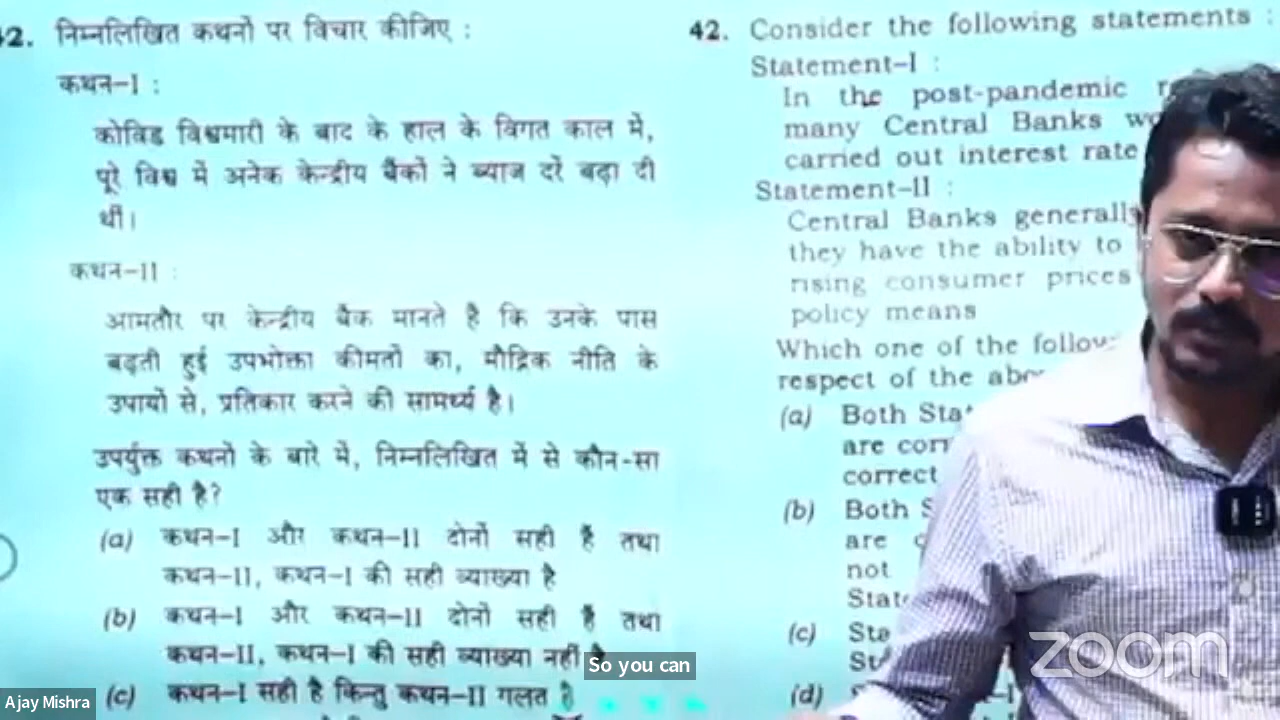 42. निम्नलिखित कथनों पर विचार कीजिए :
कथन–I :
कोविड विश्वमारी के बाद के हाल के विगत काल में,
पूरे विश्व में अनेक केन्द्रीय बैंकों ने ब्याज दरें बढ़ा दी
थीं।
कथन–II :
आमतौर पर केन्द्रीय बैंक मानते हैं कि उनके पास
बढ़ती हुई उपभोक्ता कीमतों का, मौद्रिक नीति के
उपायों से, प्रतिकार करने की सामर्थ्य है।
उपर्युक्त कथनों के बारे में, निम्नलिखित में से कौन-सा
एक सही है?
(a) कथन–I और कथन–II दोनों सही हैं तथा
कथन–II, कथन–I की सही व्याख्या है
(b) कथन–I और कथन–II दोनों सही हैं तथा
कथन–II, कथन–I की सही व्याख्या नहीं है
(c) कथन–I सही है किन्तु कथन–II गलत है
42. Consider the following statements :
Statement–I :
In the post-pandemic
many Central Banks
carried out interest rate
Statement–II :
Central Banks generally
they have the ability to
rising consumer prices
policy means
Which one of the
respect of the
(a) Both
are
correct
(b) Both
are
not
(c)
(d)
So you can
Ajay Mishra
zoom